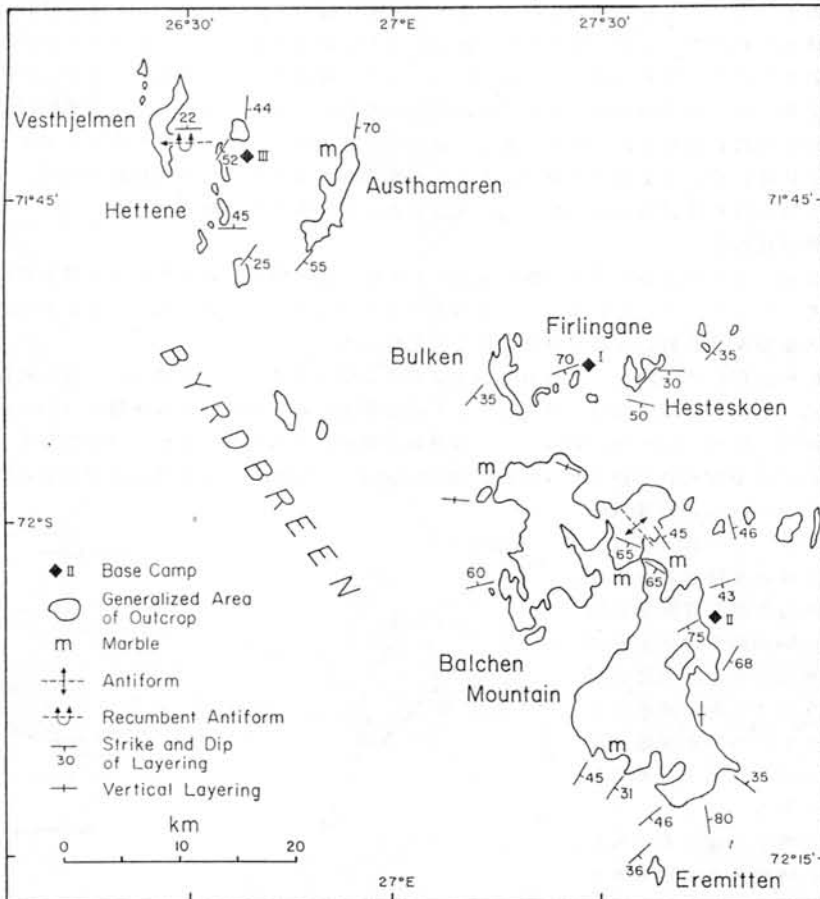 26°30' 27°E 27°30'
Vesthjelmen
22
44
70
52
III
m
Austhamaren
71°45' 71°45'
Hettene
45
25
55
Firlingane
Bulken
70
I
35
35
30
50
Hesteskoen
BYRDBREEN
m
72°S
45
46
65
m
m
65
60
43
II
75
68
Balchen
Mountain
m
45
31
35
46
80
36
72°15'
Eremitten
27°E
II Base Camp
Generalized Area
of Outcrop
m Marble
Antiform
Recumbent Antiform
30 Strike and Dip
of Layering
Vertical Layering
km
0 10 20